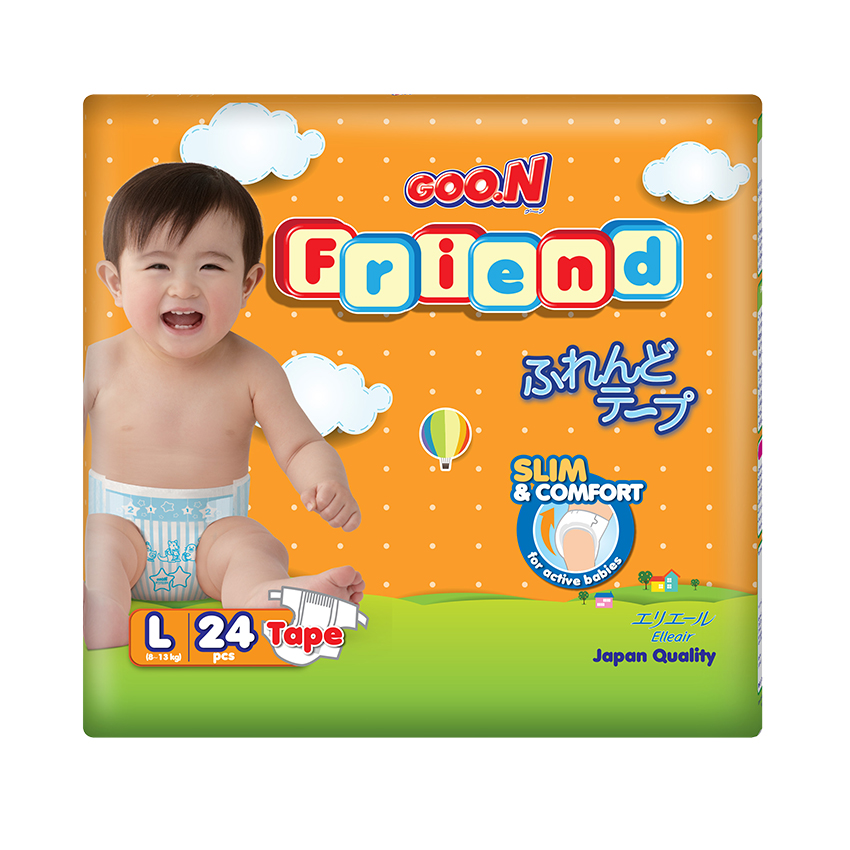 GOO.N
グーン
Friend
ふれんど
テープ
SLIM
& COMFORT
for active babies
L
(8-13 kg)
24
pcs
Tape
エリエール
Elleair
Japan Quality